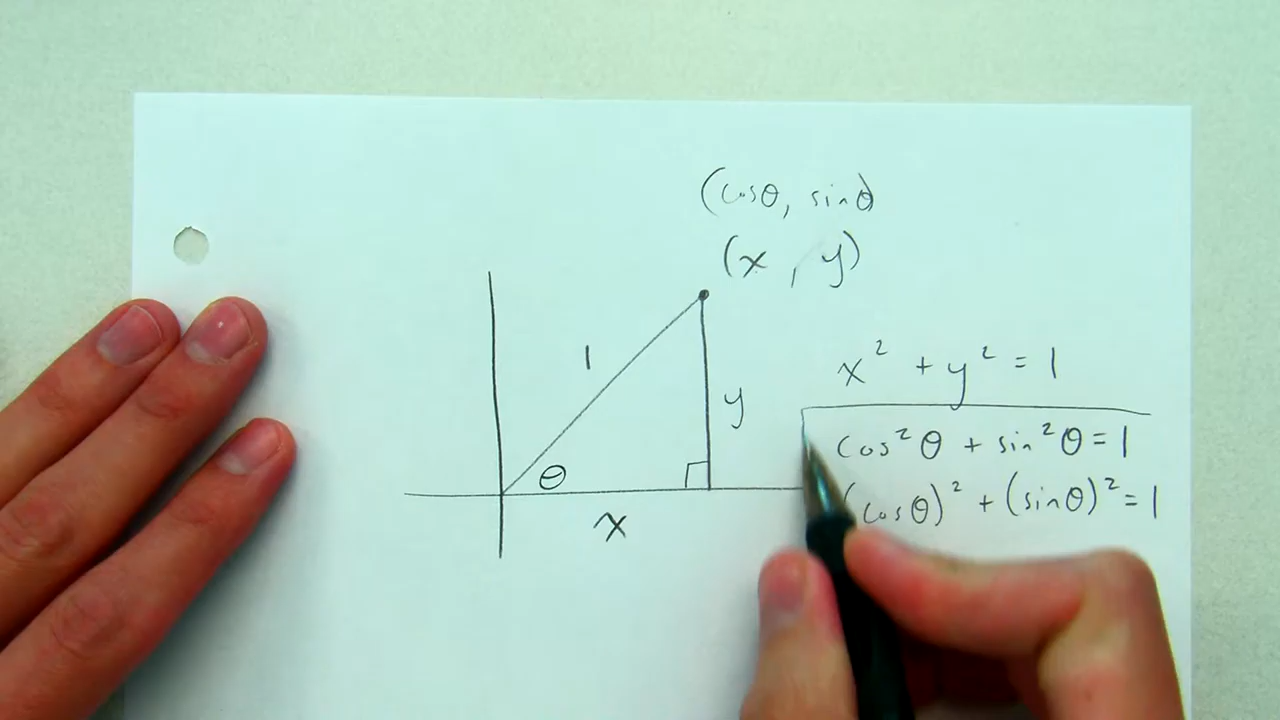 (cosθ, sinθ)
(x , y)
1
x² + y² = 1
y
cos²θ + sin²θ = 1
θ
(cosθ)² + (sinθ)² = 1
x